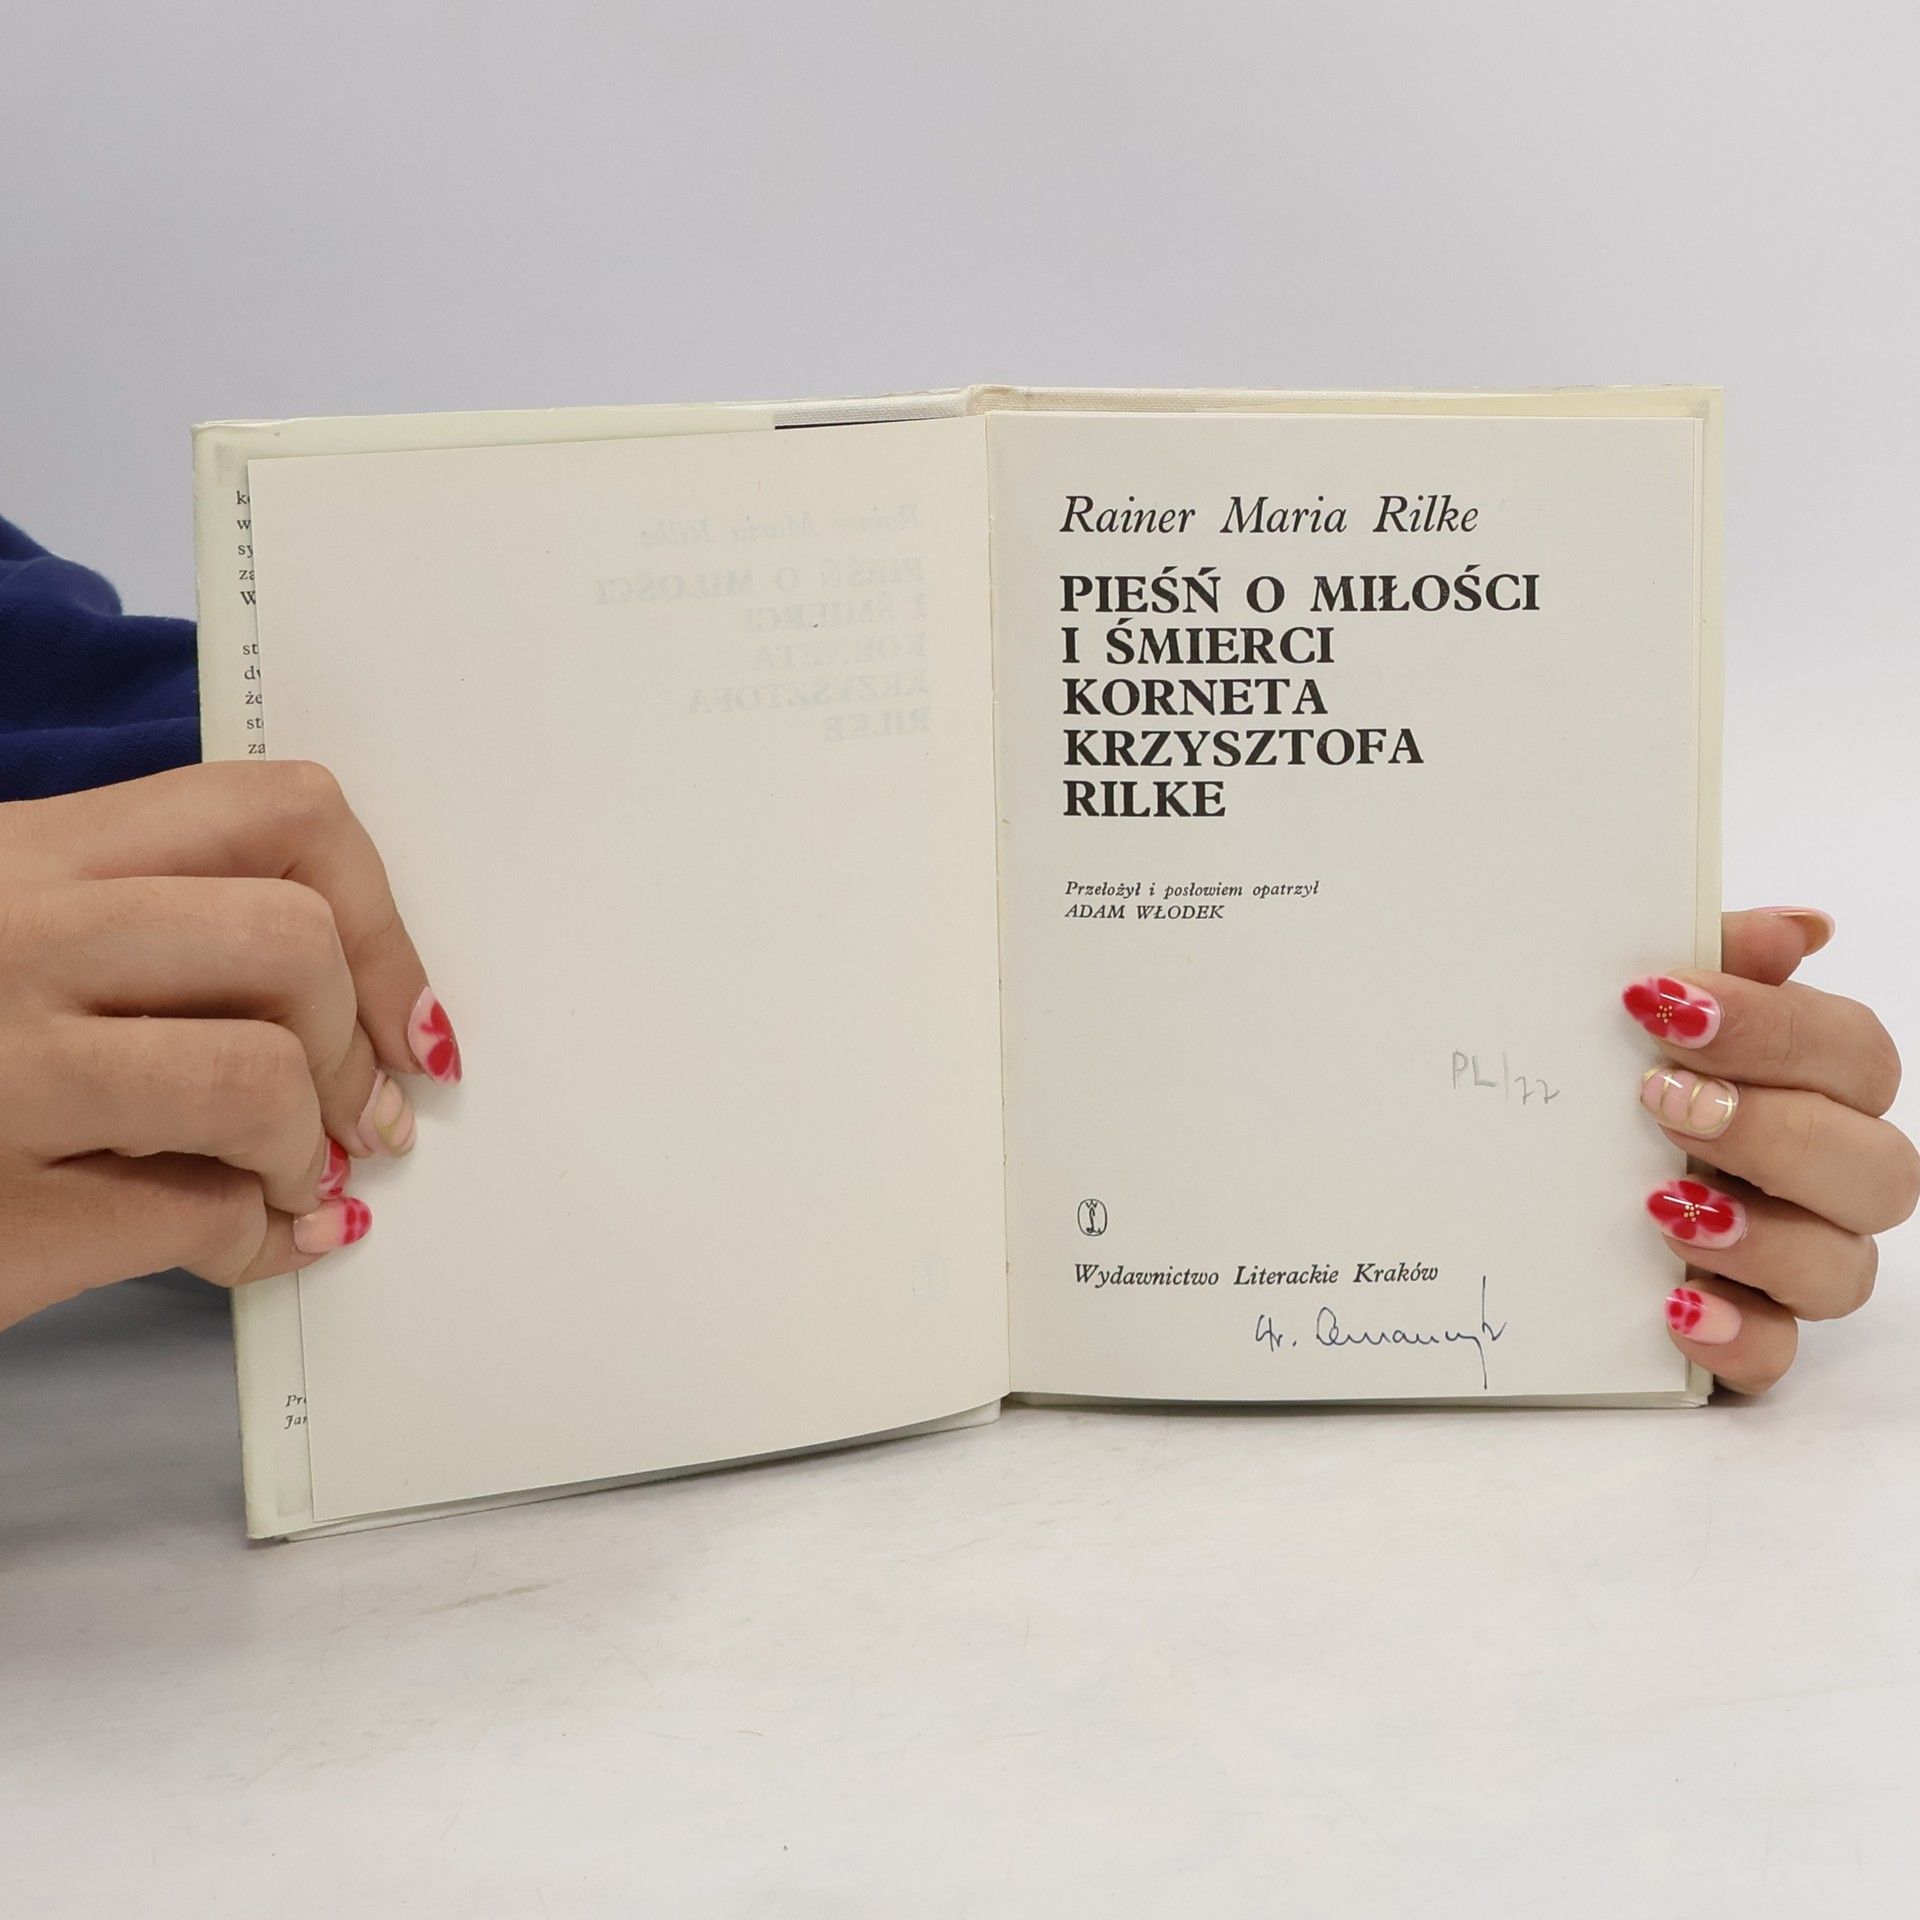 Rainer Maria Rilke
PIEŚŃ O MIŁOŚCI
I ŚMIERCI
KORNETA
KRZYSZTOFA
RILKE
Przełożył i posłowiem opatrzył
ADAM WŁODEK
PL/77
Wydawnictwo Literackie Kraków